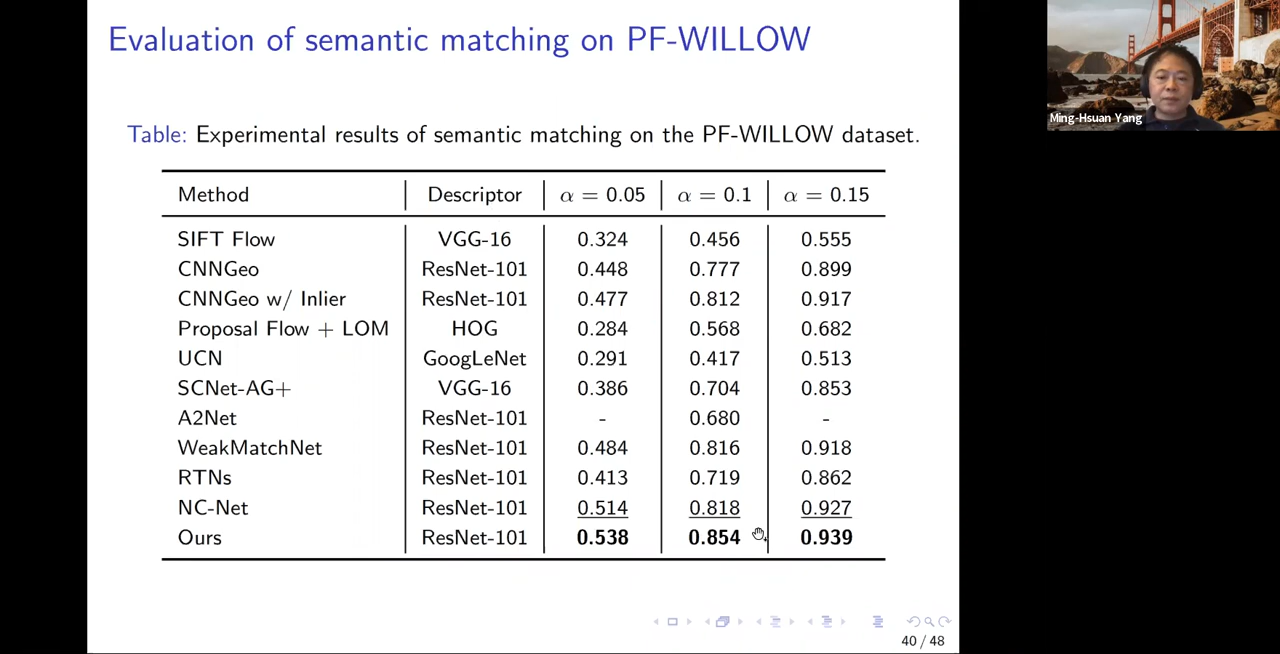 Evaluation of semantic matching on PF-WILLOW
Ming-Hsuan Yang
Table: Experimental results of semantic matching on the PF-WILLOW dataset.
Method Descriptor α = 0.05 α = 0.1 α = 0.15
SIFT Flow VGG-16 0.324 0.456 0.555
CNNGeo ResNet-101 0.448 0.777 0.899
CNNGeo w/ Inlier ResNet-101 0.477 0.812 0.917
Proposal Flow + LOM HOG 0.284 0.568 0.682
UCN GoogLeNet 0.291 0.417 0.513
SCNet-AG+ VGG-16 0.386 0.704 0.853
A2Net ResNet-101 - 0.680 -
WeakMatchNet ResNet-101 0.484 0.816 0.918
RTNs ResNet-101 0.413 0.719 0.862
NC-Net ResNet-101 0.514 0.818 0.927
Ours ResNet-101 0.538 0.854 0.939
40 / 48